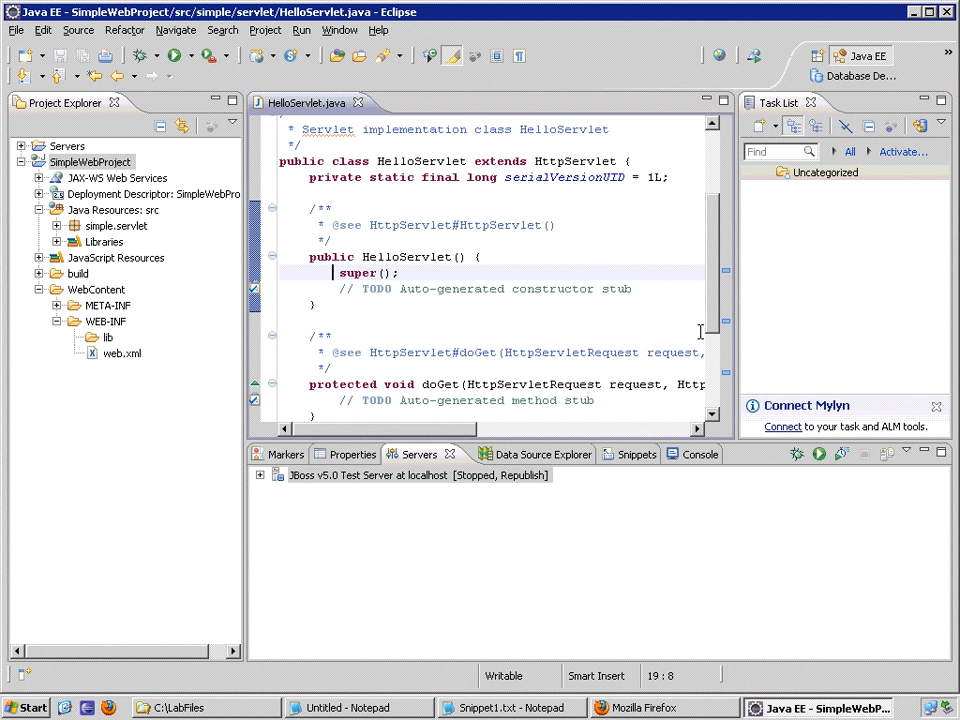 Java EE - SimpleWebProject/src/simple/servlet/HelloServlet.java - Eclipse
File Edit Source Refactor Navigate Search Project Run Window Help
Java EE
Database De...
Project Explorer
HelloServlet.java
Task List
* Servlet implementation class HelloServlet
*/
public class HelloServlet extends HttpServlet {
private static final long serialVersionUID = 1L;
/**
* @see HttpServlet#HttpServlet()
*/
public HelloServlet() {
super();
// TODO Auto-generated constructor stub
}
/**
* @see HttpServlet#doGet(HttpServletRequest request,
*/
protected void doGet(HttpServletRequest request, Http
// TODO Auto-generated method stub
}
Servers
SimpleWebProject
JAX-WS Web Services
Deployment Descriptor: SimpleWebPro
Java Resources: src
simple.servlet
Libraries
JavaScript Resources
build
WebContent
META-INF
WEB-INF
lib
web.xml
Find All Activate...
Uncategorized
Connect Mylyn
Connect to your task and ALM tools.
Markers Properties Servers Data Source Explorer Snippets Console
JBoss v5.0 Test Server at localhost [Stopped, Republish]
Writable Smart Insert 19 : 8
Start C:\LabFiles Untitled - Notepad Snippet1.txt - Notepad Mozilla Firefox Java EE - SimpleWebP...